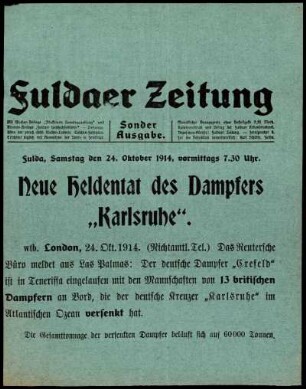 Fuldaer Zeitung
Sonder
Ausgabe.
Fulda, Samstag den 24. Oktober 1914, vormittags 7.30 Uhr.
Neue Heldentat des Dampfers
„Karlsruhe“.
wtb. London, 24. Okt. 1914. (Nichtamtl. Tel.) Das Reutersche
Büro meldet aus Las Palmas: Der deutsche Dampfer „Crefeld“
ist in Teneriffa eingelaufen mit den Mannschaften von 13 britischen
Dampfern an Bord, die der deutsche Kreuzer „Karlsruhe“ im
Atlantischen Ozean versenkt hat.
Die Gesamttonnage der versenkten Dampfer beläuft sich auf 60000 Tonnen.